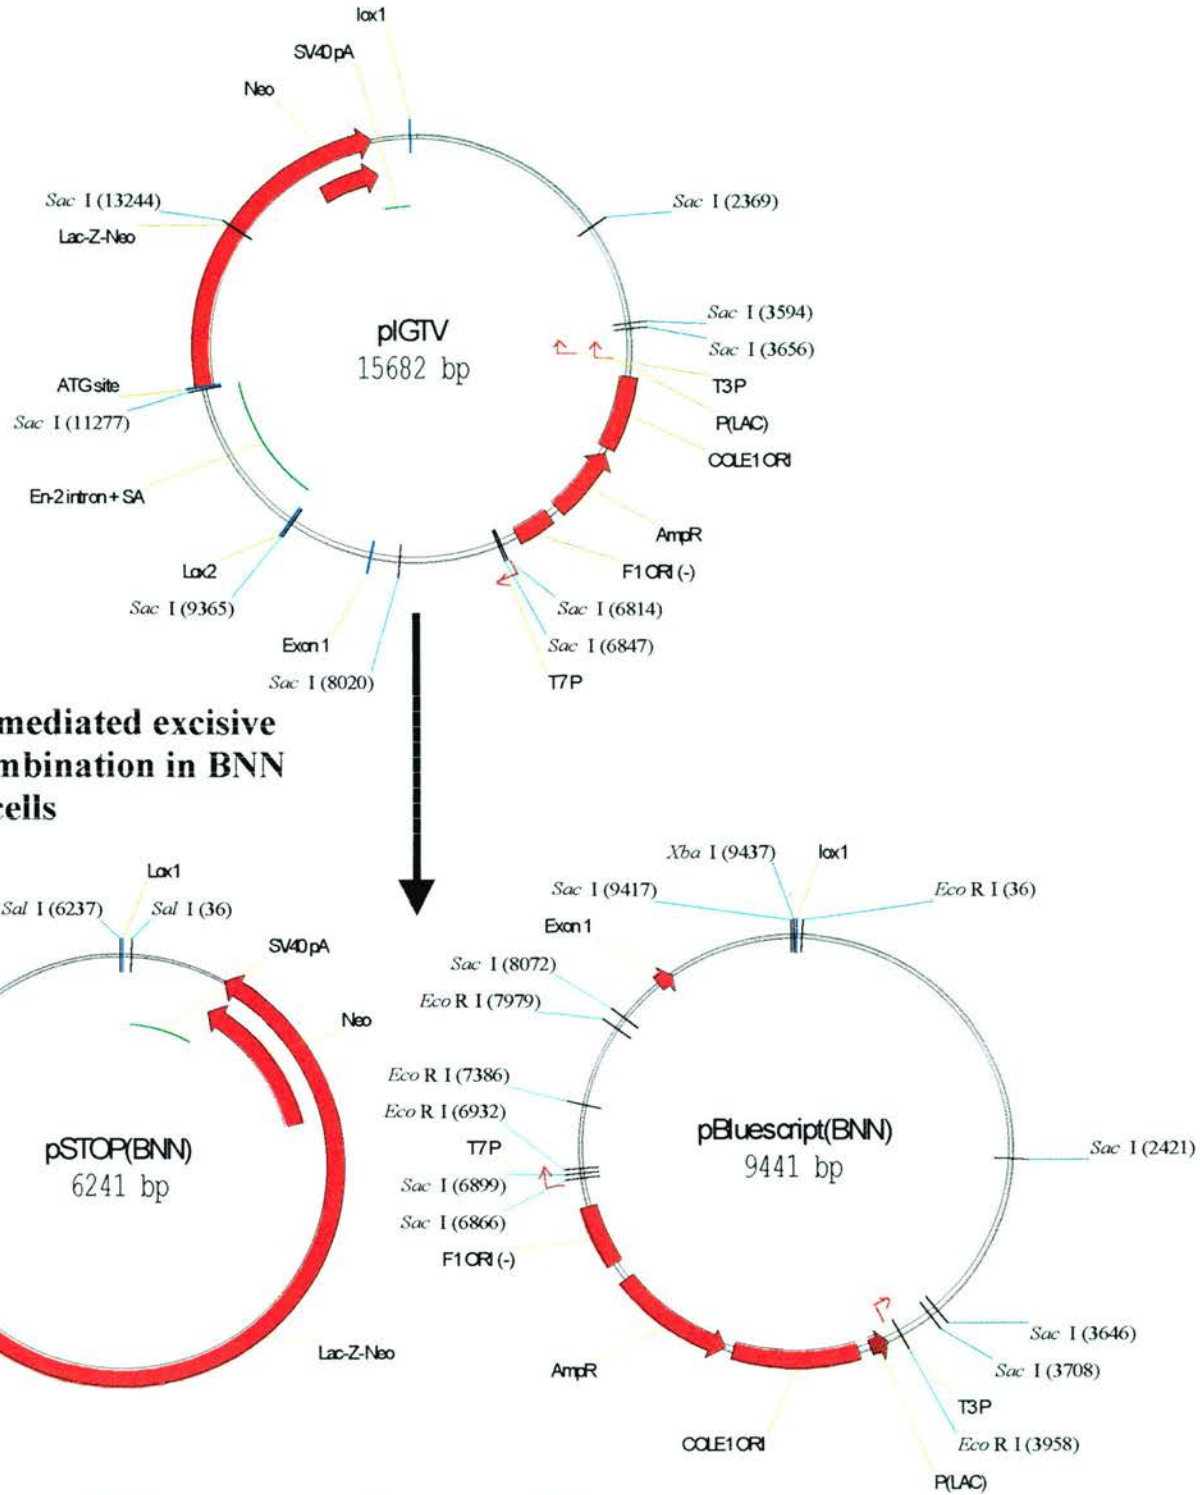 lox1
SV40 pA
Neo
Sac I (13244)
Lac-Z-Neo
Sac I (2369)
pIGTV
15682 bp
Sac I (3594)
Sac I (3656)
T3 P
P(LAC)
COLE1 ORI
ATG site
Sac I (11277)
En-2 intron + SA
AmpR
F1 ORI (-)
Lox2
Sac I (9365)
Sac I (6814)
Exon 1
Sac I (6847)
Sac I (8020)
T7 P
mediated excisive
mbination in BNN
cells
Lox1
Sal I (6237)
Sal I (36)
SV40 pA
Neo
pSTOP(BNN)
6241 bp
Lac-Z-Neo
Xba I (9437)
lox1
Sac I (9417)
Eco R I (36)
Exon 1
Sac I (8072)
Eco R I (7979)
Eco R I (7386)
Eco R I (6932)
T7 P
pBluescript(BNN)
9441 bp
Sac I (2421)
Sac I (6899)
Sac I (6866)
F1 ORI (-)
Sac I (3646)
AmpR
Sac I (3708)
T3 P
COLE1 ORI
Eco R I (3958)
P(LAC)